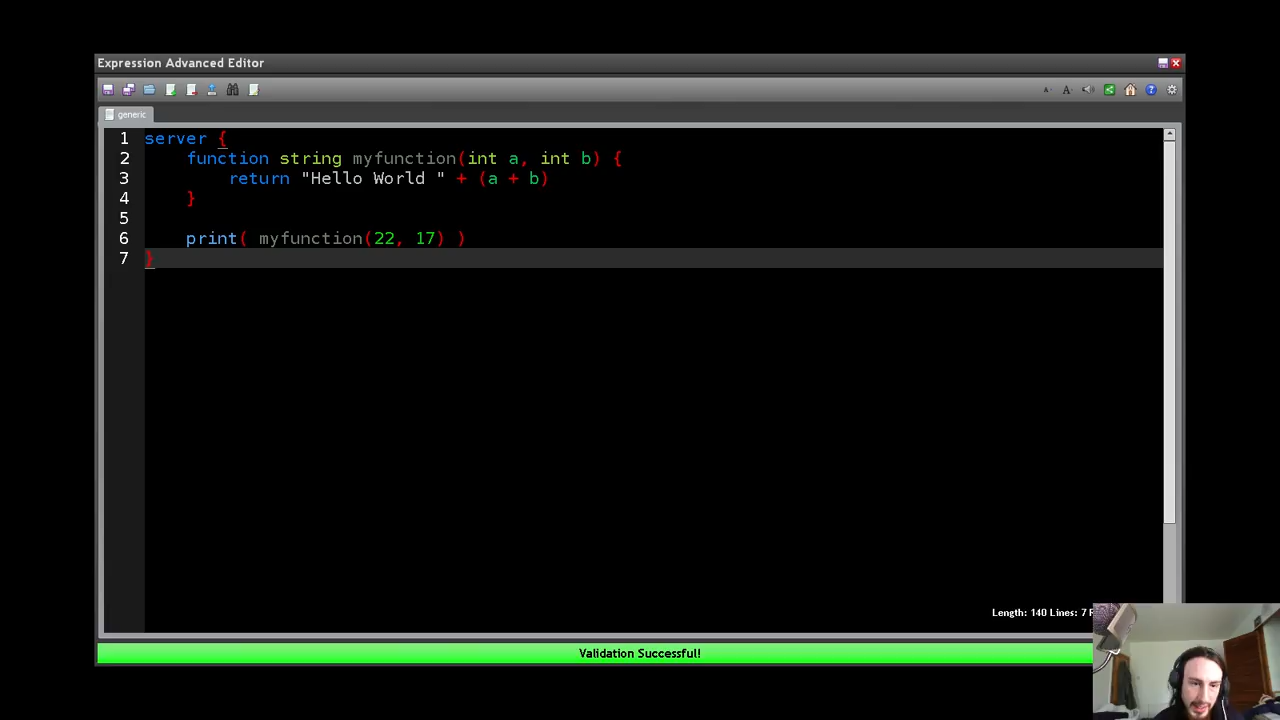 Expression Advanced Editor
A- A+
generic
1 server {
2 function string myfunction(int a, int b) {
3 return "Hello World " + (a + b)
4 }
5
6 print( myfunction(22, 17) )
7 }
Length: 140 Lines: 7
Validation Successful!